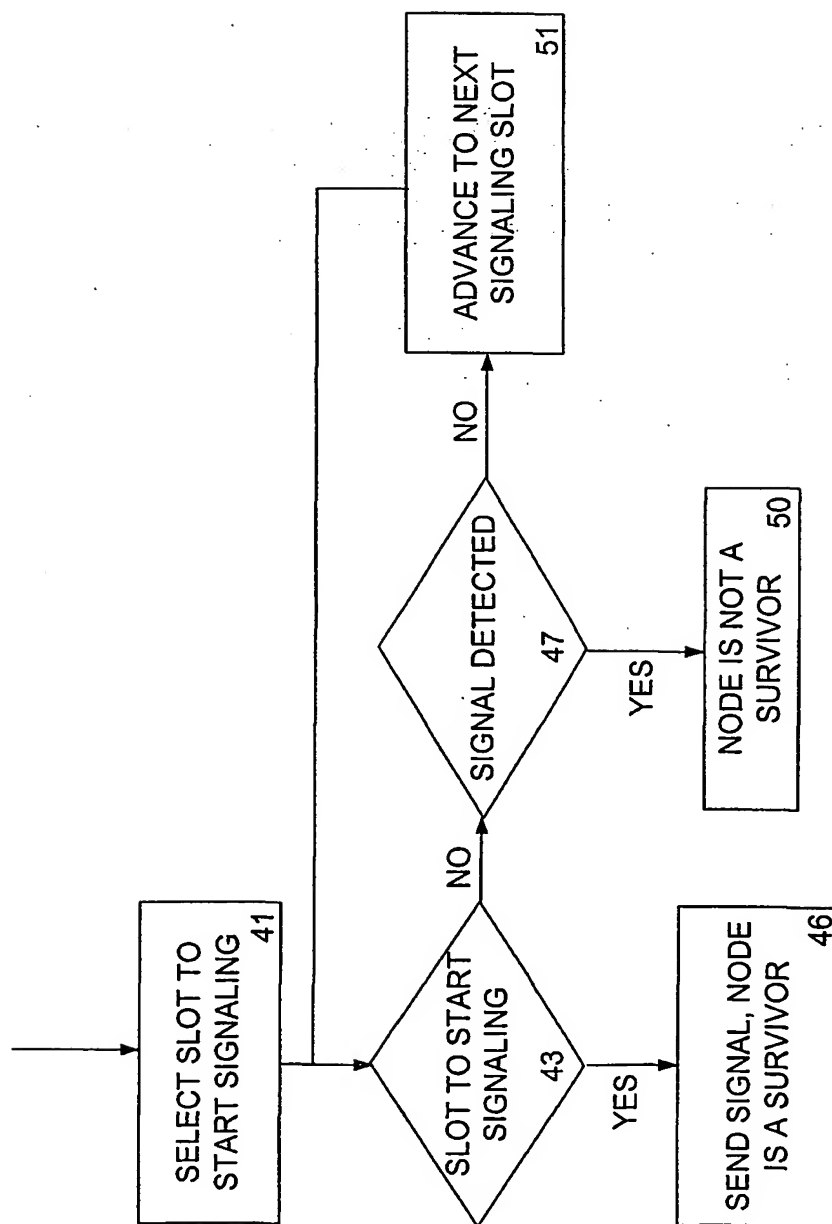 SELECT SLOT TO
START SIGNALING
41
SLOT TO START
SIGNALING
43
NO
YES
SEND SIGNAL, NODE
IS A SURVIVOR
46
SIGNAL DETECTED
47
NO
YES
NODE IS NOT A
SURVIVOR
50
ADVANCE TO NEXT
SIGNALING SLOT
51